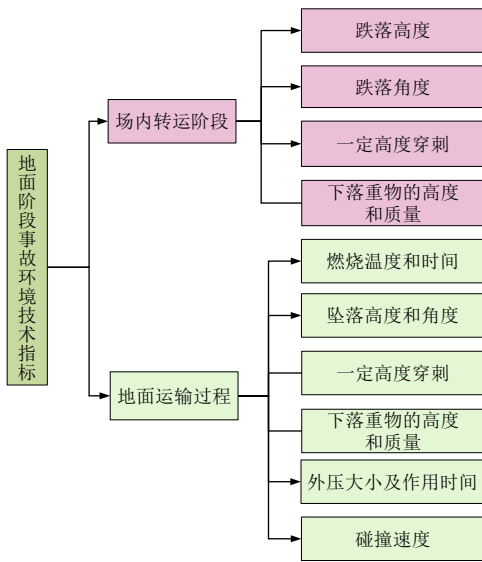 地面阶段事故环境技术指标
场内转运阶段
跌落高度
跌落角度
一定高度穿刺
下落重物的高度
和质量
地面运输过程
燃烧温度和时间
坠落高度和角度
一定高度穿刺
下落重物的高度
和质量
外压大小及作用时间
碰撞速度